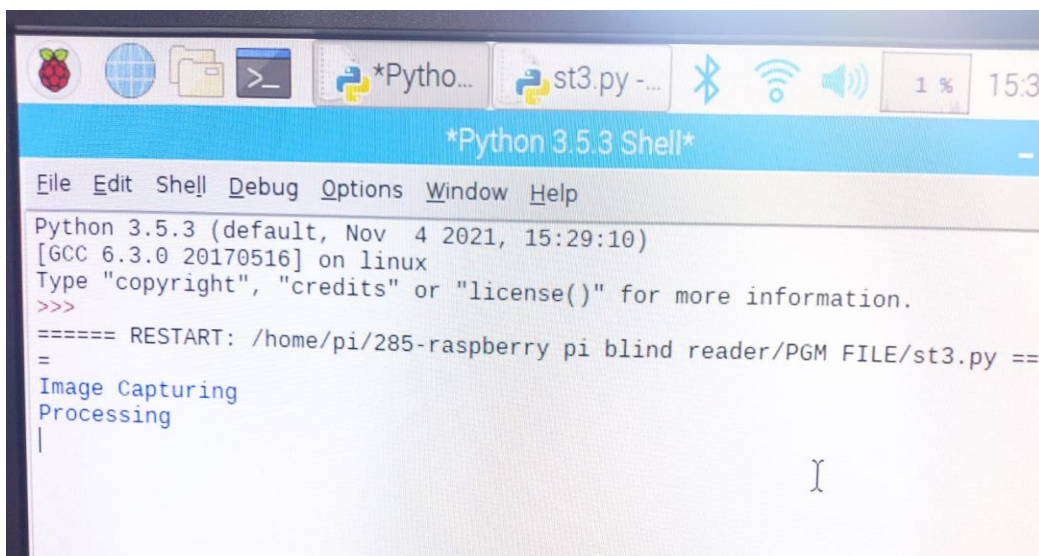 >_ *Pytho... st3.py -... 1 % 15:3
*Python 3.5.3 Shell*
File Edit Shell Debug Options Window Help
Python 3.5.3 (default, Nov  4 2021, 15:29:10)
[GCC 6.3.0 20170516] on linux
Type "copyright", "credits" or "license()" for more information.
>>>
====== RESTART: /home/pi/285-raspberry pi blind reader/PGM FILE/st3.py ==
=
Image Capturing
Processing